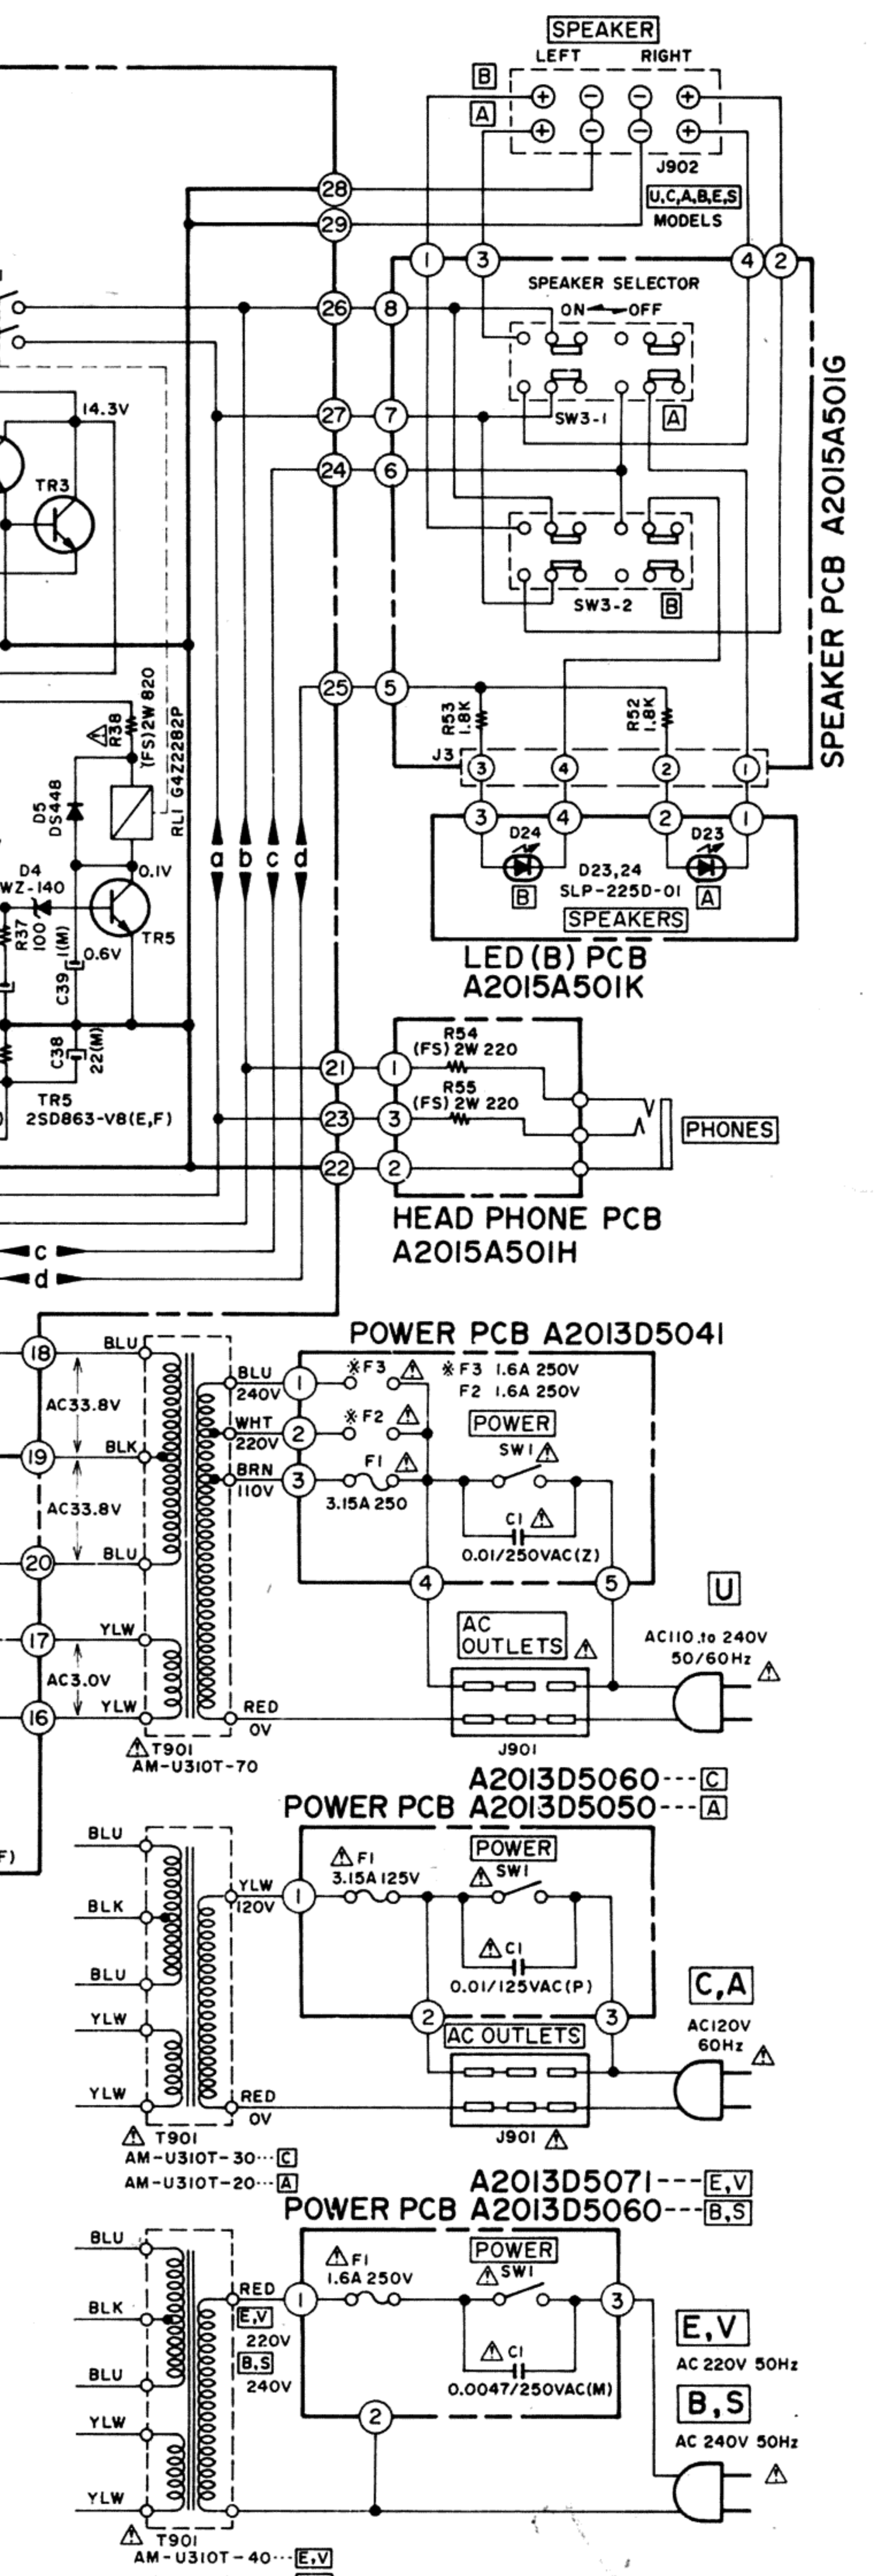 SPEAKER
LEFT RIGHT
B
A
J902
U,C,A,B,E,S
MODELS
28
29
1 3 4 2
SPEAKER SELECTOR
ON OFF
26 8
27 7
SW3-1 A
24 6
14.3V
TR3
SW3-2 B
SPEAKER PCB A2015A501G
25 5
R38
(FS)2W 820
RL1 G4Z2282P
R53
1.8K
R52
1.8K
J3
3 4 2 1
D5
DS448
3 4 2 1
D24 D23
a b c d
D4
WZ-140
0.1V
D23,24
SLP-225D-01
B A
R37
100
TR5
SPEAKERS
C39 1(M)
0.6V
LED(B) PCB
A2015A501K
C38
22(M)
R54
(FS) 2W 220
21 1
R55
(FS) 2W 220
TR5
2SD863-V8(E,F)
23 3
PHONES
22 2
HEAD PHONE PCB
A2015A501H
c
d
POWER PCB A2013D5041
18 BLU
BLU
240V
1 ※F3 ※F3 1.6A 250V
F2 1.6A 250V
AC33.8V
WHT
220V
2 ※F2
POWER
SW1
19 BLK
BRN
110V
3 F1
3.15A 250
AC33.8V
C1
0.01/250VAC(Z)
20 BLU
4 5
U
17 YLW
AC
OUTLETS
AC110.to 240V
50/60Hz
AC3.0V
16 YLW
RED
0V
T901
AM-U310T-70
J901
A2013D5060---C
POWER PCB A2013D5050---A
BLU
F)
POWER
F1
3.15A 125V
SW1
YLW
120V
1
BLK
C1
0.01/125VAC(P)
BLU
C,A
YLW
2 3
AC OUTLETS
AC120V
60Hz
YLW
RED
0V
T901
J901
AM-U310T-30---C
AM-U310T-20---A
A2013D5071---E,V
POWER PCB A2013D5060---B,S
BLU
POWER
F1
1.6A 250V
SW1
RED
1 3
BLK
E,V
220V
E,V
C1
B,S
BLU
240V
0.0047/250VAC(M)
AC 220V 50Hz
B,S
YLW
2
AC 240V 50Hz
YLW
T901
AM-U310T-40---E,V